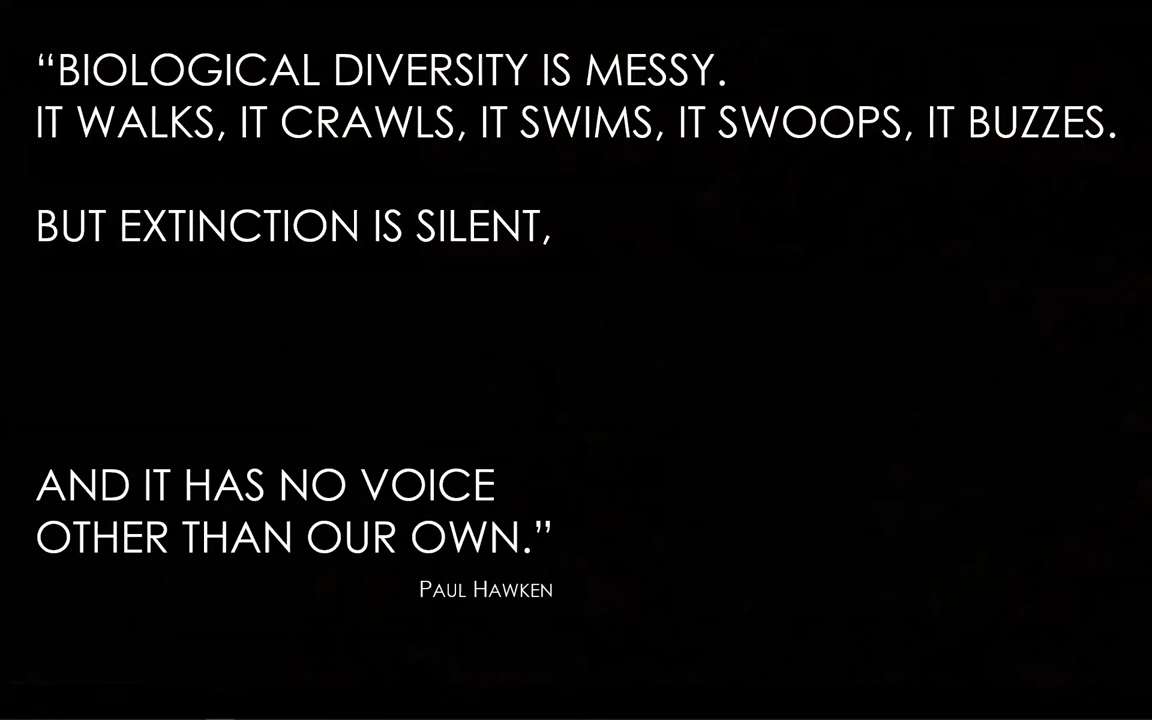 “BIOLOGICAL DIVERSITY IS MESSY.
IT WALKS, IT CRAWLS, IT SWIMS, IT SWOOPS, IT BUZZES.
BUT EXTINCTION IS SILENT,
AND IT HAS NO VOICE
OTHER THAN OUR OWN.”
PAUL HAWKEN